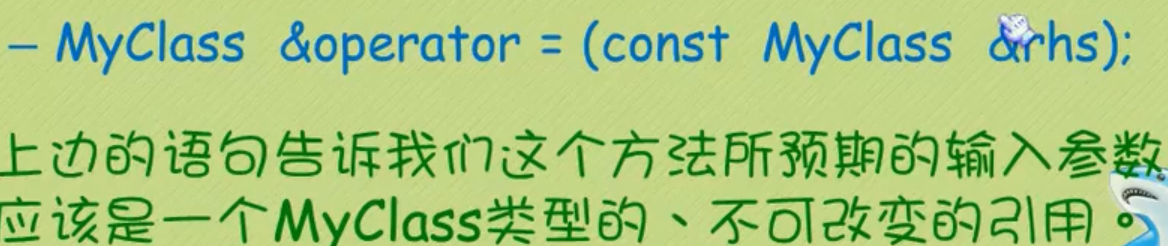 – MyClass &operator = (const MyClass &rhs);
上边的语句告诉我们这个方法所预期的输入参数
应该是一个MyClass类型的、不可改变的引用。